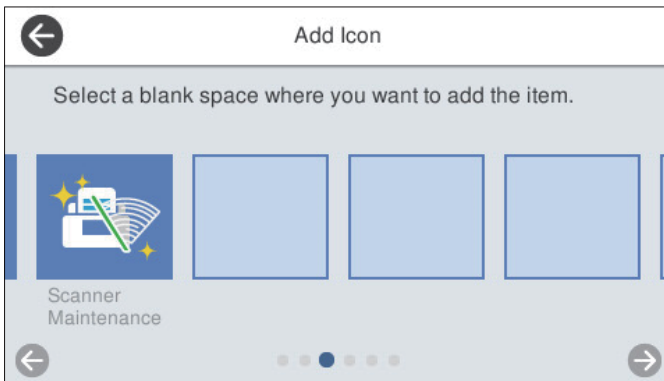 Add Icon
Select a blank space where you want to add the item.
Scanner
Maintenance